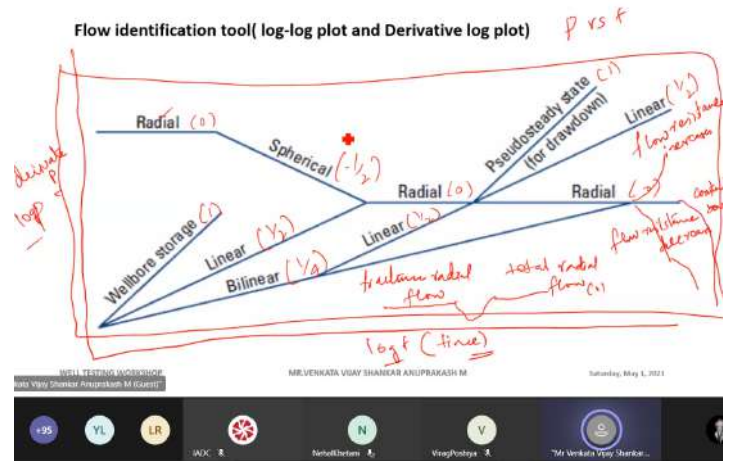 Flow identification tool( log-log plot and Derivative log plot)
P vs t
Radial (0)
Spherical (-1/2)
Radial (0)
Pseudosteady state (1)
(for drawdown)
Linear (1/2)
flow resistance
increases
Radial (0)
flow resistance
decreases
derivate
P
log P
Wellbore storage (1)
Linear (1/2)
Bilinear (1/4)
Linear (1/2)
fracture radial
flow
total radial
flow (0)
log t (time)
WELL TESTING WORKSHOP
MR.VENKATA VIJAY SHANKAR ANUPRAKASH M
Saturday, May 1, 2021
kata Vijay Shankar Anuprakash M (Guest)"
+95
YL
LR
N
V
IADC
NehalKhetani
ViragPoshiya
"Mr Venkata Vijay Shankar...